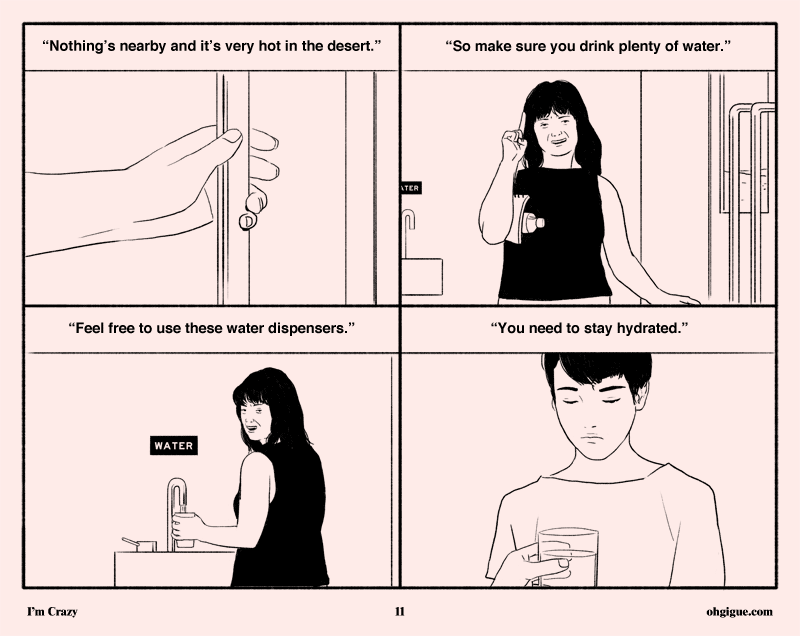 “Nothing’s nearby and it’s very hot in the desert.”
“So make sure you drink plenty of water.”
ATER
“Feel free to use these water dispensers.”
“You need to stay hydrated.”
WATER
I’m Crazy
11
ohgigue.com